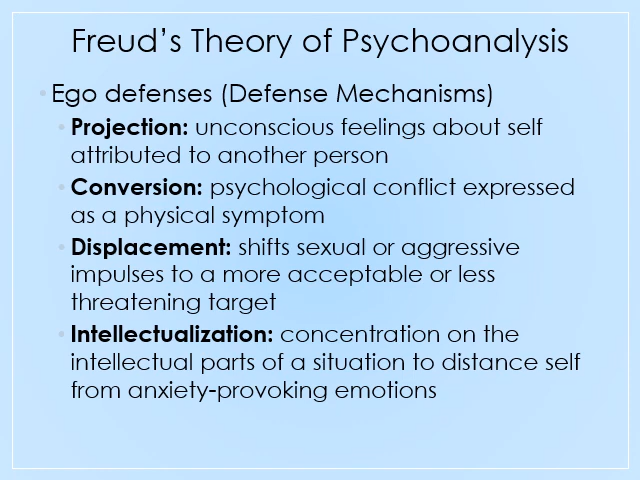 Freud’s Theory of Psychoanalysis
• Ego defenses (Defense Mechanisms)
• Projection: unconscious feelings about self
attributed to another person
• Conversion: psychological conflict expressed
as a physical symptom
• Displacement: shifts sexual or aggressive
impulses to a more acceptable or less
threatening target
• Intellectualization: concentration on the
intellectual parts of a situation to distance self
from anxiety-provoking emotions